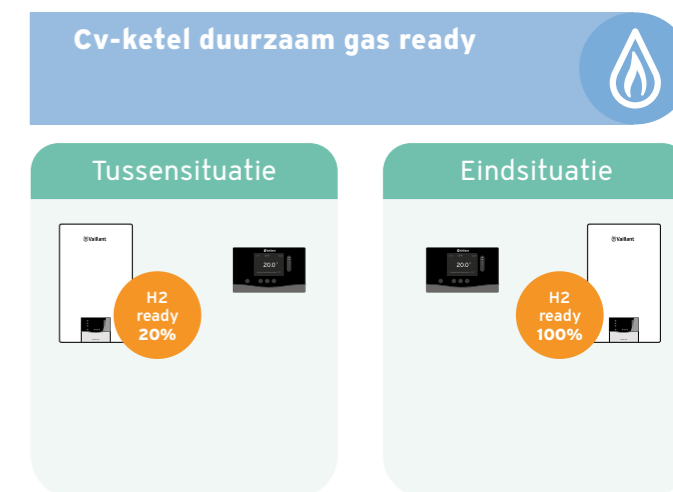 Cv-ketel duurzaam gas ready
Tussensituatie
Eindsituatie
Vaillant
Vaillant
20.0°
H2
ready
20%
Vaillant
20.0°
Vaillant
H2
ready
100%